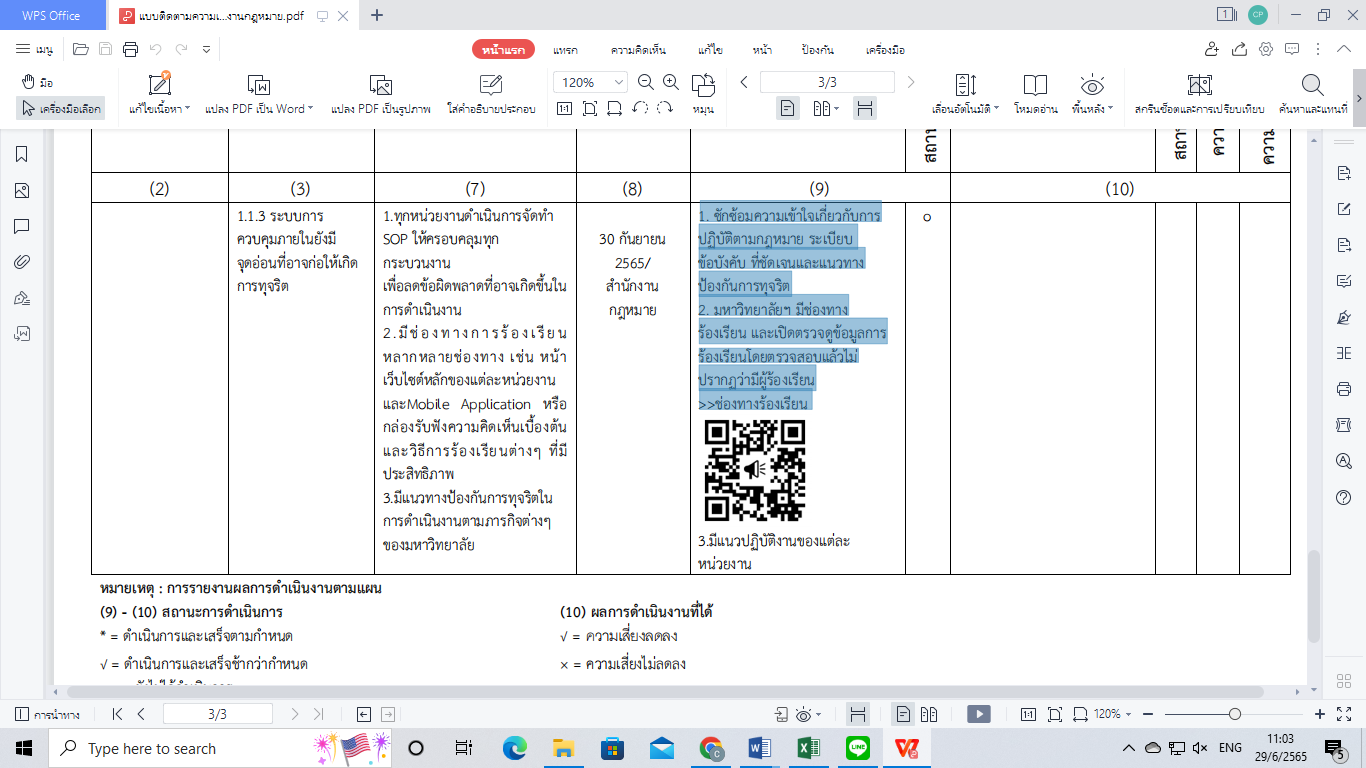 WPS Office
แบบติดตามความเ...งานกฎหมาย.pdf
1
CP
เมนู
หน้าแรก
แทรก
ความคิดเห็น
แก้ไข
หน้า
ป้องกัน
เครื่องมือ
มือ
เครื่องมือเลือก
แก้ไขเนื้อหา
แปลง PDF เป็น Word
แปลง PDF เป็นรูปภาพ
ใส่คำอธิบายประกอบ
120%
1:1
หมุน
3/3
เลื่อนอัตโนมัติ
โหมดอ่าน
พื้นหลัง
สกรีนช็อตและการเปรียบเทียบ
ค้นหาและแทนที่
(2)
(3)
(7)
(8)
(9)
(10)
1.1.3 ระบบการ
ควบคุมภายในยังมี
จุดอ่อนที่อาจก่อให้เกิด
การทุจริต
1.ทุกหน่วยงานดำเนินการจัดทำ
SOP ให้ครอบคลุมทุก
กระบวนงาน
เพื่อลดข้อผิดพลาดที่อาจเกิดขึ้นใน
การดำเนินงาน
2.มีช่องทางการร้องเรียน
หลากหลายช่องทาง เช่น หน้า
เว็บไซต์หลักของแต่ละหน่วยงาน
และMobile Application หรือ
กล่องรับฟังความคิดเห็นเบื้องต้น
และวิธีการร้องเรียนต่างๆ ที่มี
ประสิทธิภาพ
3.มีแนวทางป้องกันการทุจริตใน
การดำเนินงานตามภารกิจต่างๆ
ของมหาวิทยาลัย
30 กันยายน
2565/
สำนักงาน
กฎหมาย
1. ซักซ้อมความเข้าใจเกี่ยวกับการ
ปฏิบัติตามกฎหมาย ระเบียบ
ข้อบังคับ ที่ชัดเจนและแนวทาง
ป้องกันการทุจริต
2. มหาวิทยาลัยฯ มีช่องทาง
ร้องเรียน และเปิดตรวจดูข้อมูลการ
ร้องเรียนโดยตรวจสอบแล้วไม่
ปรากฏว่ามีผู้ร้องเรียน
>>ช่องทางร้องเรียน
3.มีแนวปฏิบัติงานของแต่ละ
หน่วยงาน
o
หมายเหตุ : การรายงานผลการดำเนินงานตามแผน
(9) - (10) สถานะการดำเนินการ
* = ดำเนินการและเสร็จตามกำหนด
√ = ดำเนินการและเสร็จช้ากว่ากำหนด
(10) ผลการดำเนินงานที่ได้
√ = ความเสี่ยงลดลง
× = ความเสี่ยงไม่ลดลง
การนำทาง
3/3
1:1
120%
Type here to search
ENG
11:03
29/6/2565
5